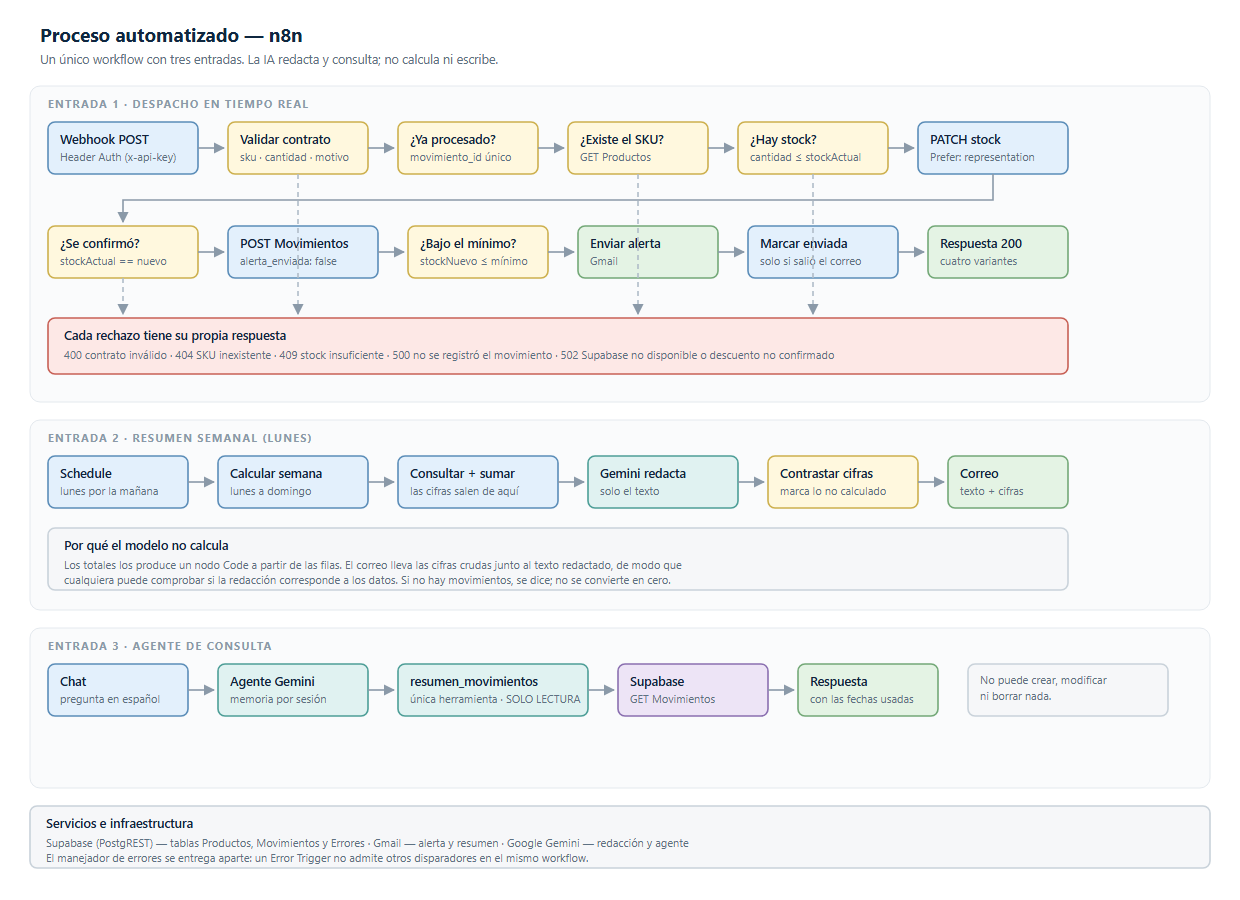 Proceso automatizado — n8n
Un único workflow con tres entradas. La IA redacta y consulta; no calcula ni escribe.
ENTRADA 1 · DESPACHO EN TIEMPO REAL
Webhook POST
Header Auth (x-api-key)
Validar contrato
sku · cantidad · motivo
¿Ya procesado?
movimiento_id único
¿Existe el SKU?
GET Productos
¿Hay stock?
cantidad ≤ stockActual
PATCH stock
Prefer: representation
¿Se confirmó?
stockActual == nuevo
POST Movimientos
alerta_enviada: false
¿Bajo el mínimo?
stockNuevo ≤ mínimo
Enviar alerta
Gmail
Marcar enviada
solo si salió el correo
Respuesta 200
cuatro variantes
Cada rechazo tiene su propia respuesta
400 contrato inválido · 404 SKU inexistente · 409 stock insuficiente · 500 no se registró el movimiento · 502 Supabase no disponible o descuento no confirmado
ENTRADA 2 · RESUMEN SEMANAL (LUNES)
Schedule
lunes por la mañana
Calcular semana
lunes a domingo
Consultar + sumar
las cifras salen de aquí
Gemini redacta
solo el texto
Contrastar cifras
marca lo no calculado
Correo
texto + cifras
Por qué el modelo no calcula
Los totales los produce un nodo Code a partir de las filas. El correo lleva las cifras crudas junto al texto redactado, de modo que
cualquiera puede comprobar si la redacción corresponde a los datos. Si no hay movimientos, se dice; no se convierte en cero.
ENTRADA 3 · AGENTE DE CONSULTA
Chat
pregunta en español
Agente Gemini
memoria por sesión
resumen_movimientos
única herramienta · SOLO LECTURA
Supabase
GET Movimientos
Respuesta
con las fechas usadas
No puede crear, modificar
ni borrar nada.
Servicios e infraestructura
Supabase (PostgREST) — tablas Productos, Movimientos y Errores · Gmail — alerta y resumen · Google Gemini — redacción y agente
El manejador de errores se entrega aparte: un Error Trigger no admite otros disparadores en el mismo workflow.